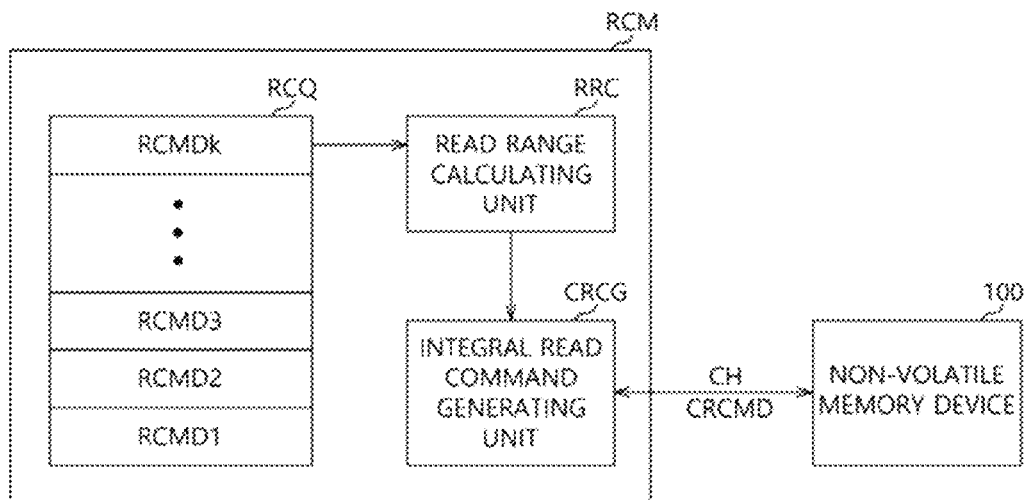 RCM
RCQ
RCMDk
RCMD3
RCMD2
RCMD1
RRC
READ RANGE
CALCULATING
UNIT
CRCG
INTEGRAL READ
COMMAND
GENERATING
UNIT
CH
CRCMD
100
NON-VOLATILE
MEMORY DEVICE